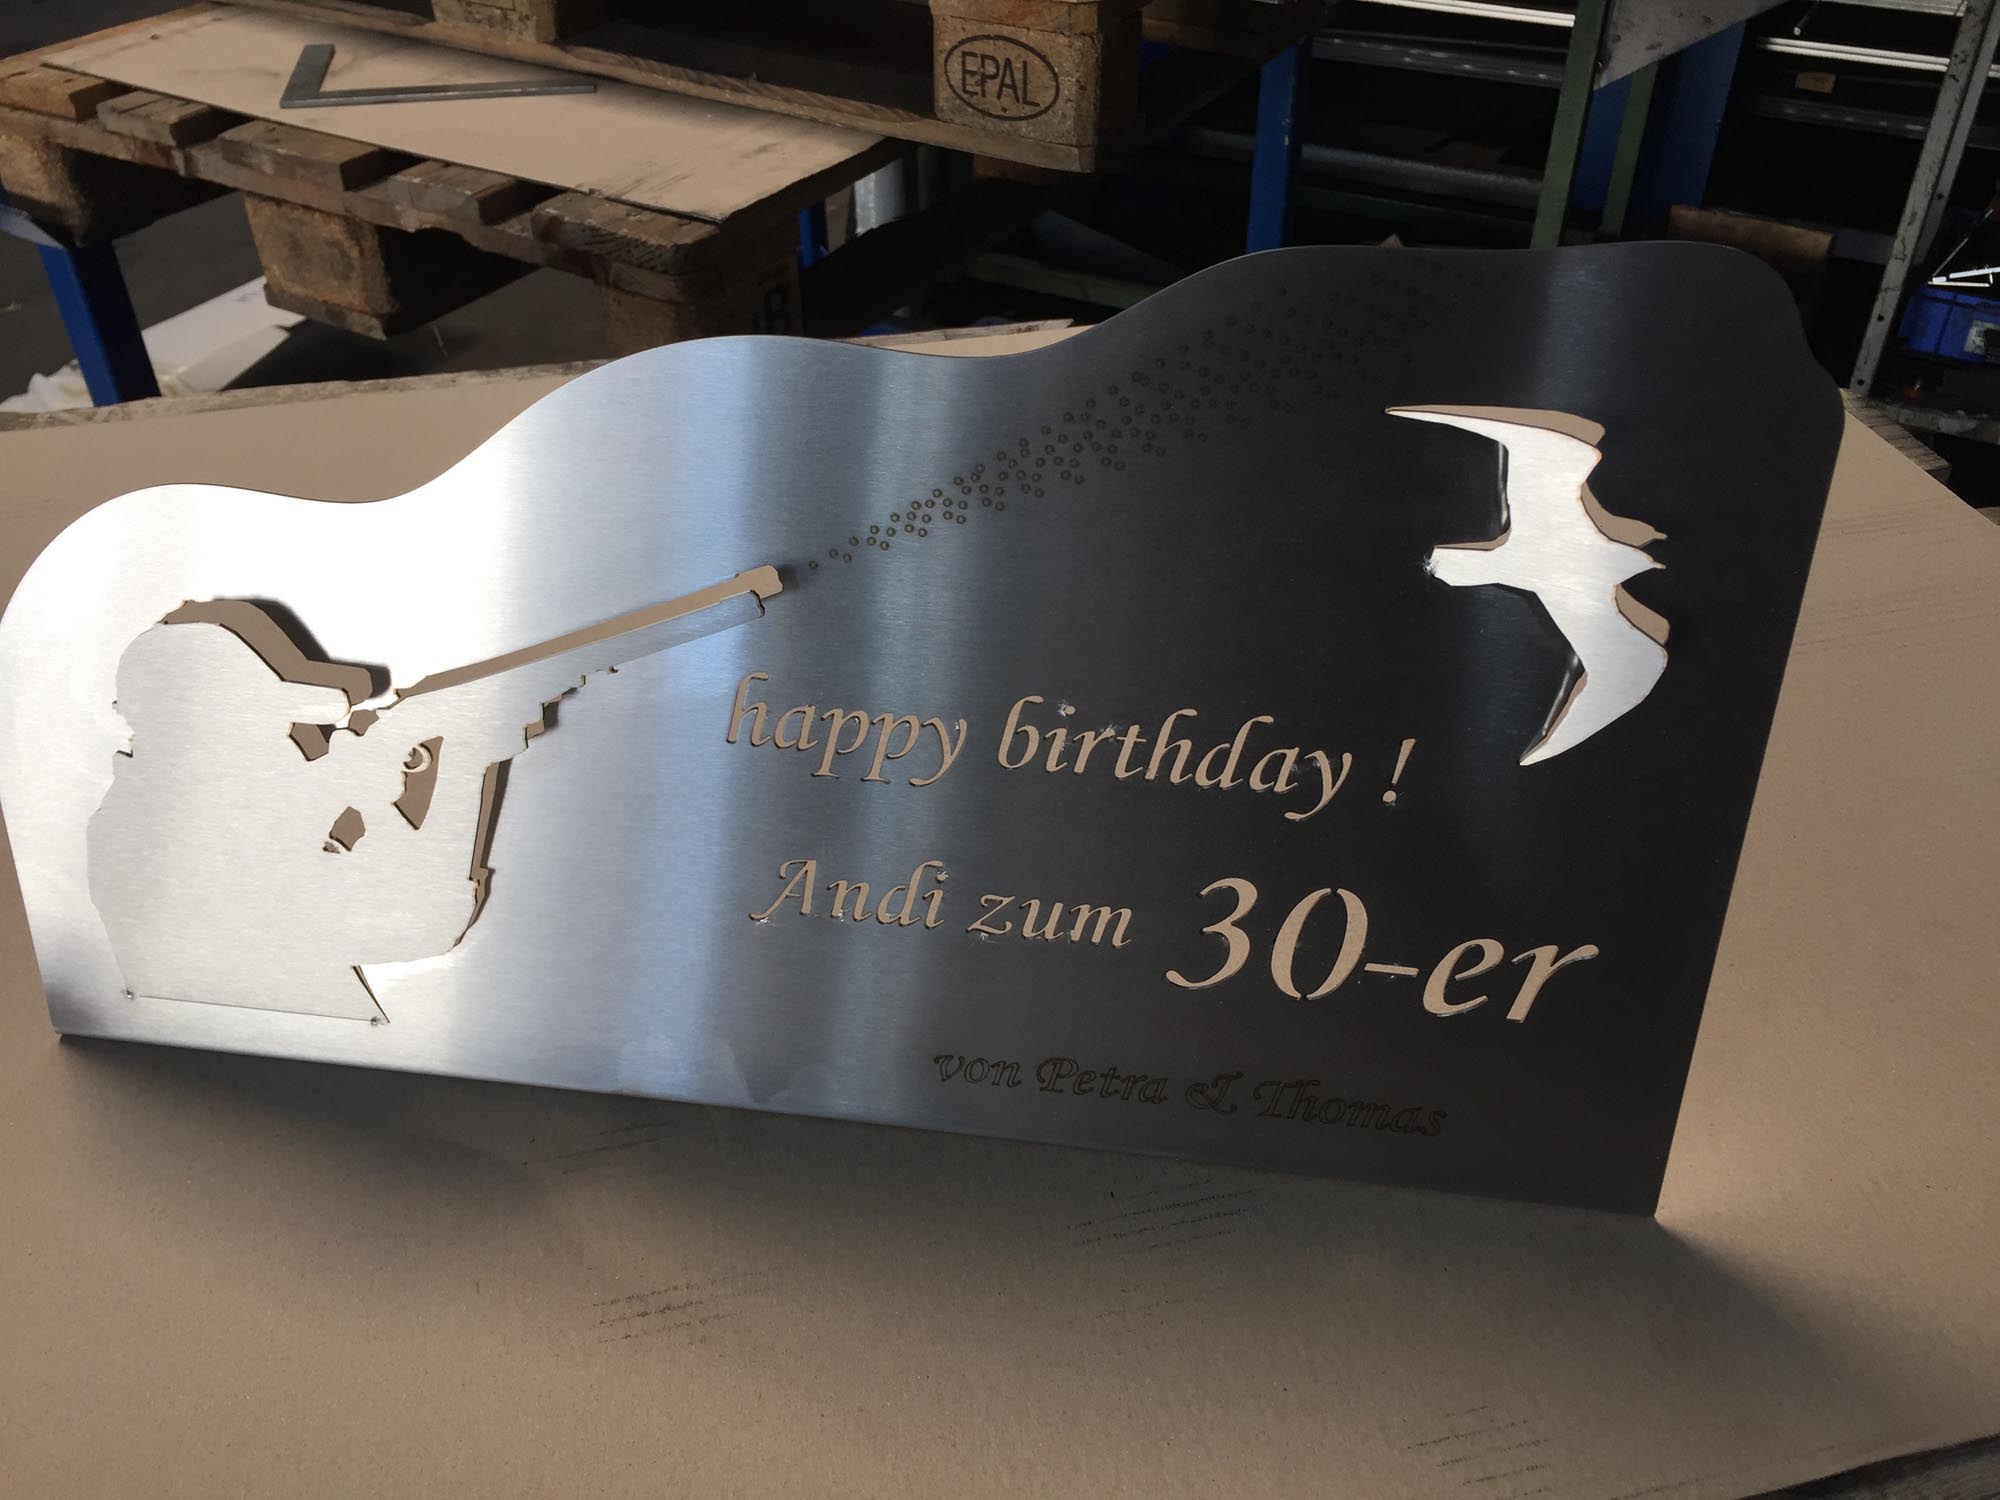 EPAL
happy birthday !
Andi zum 30-er
von Petra & Thomas